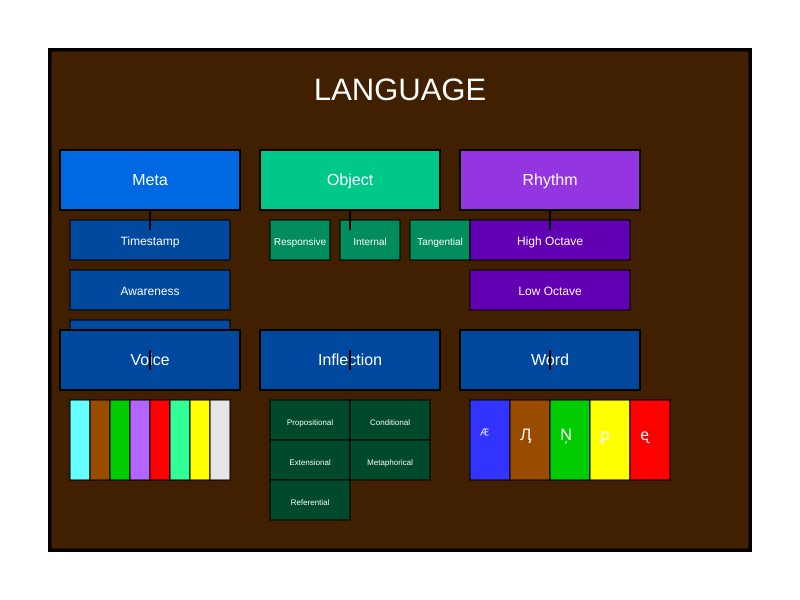 LANGUAGE
Meta
Object
Rhythm
Timestamp
Responsive
Internal
Tangential
High Octave
Awareness
Low Octave
Voice
Inflection
Word
Propositional
Conditional
Extensional
Metaphorical
Referential
Æ
Ԓ
Ṇ
p
ę